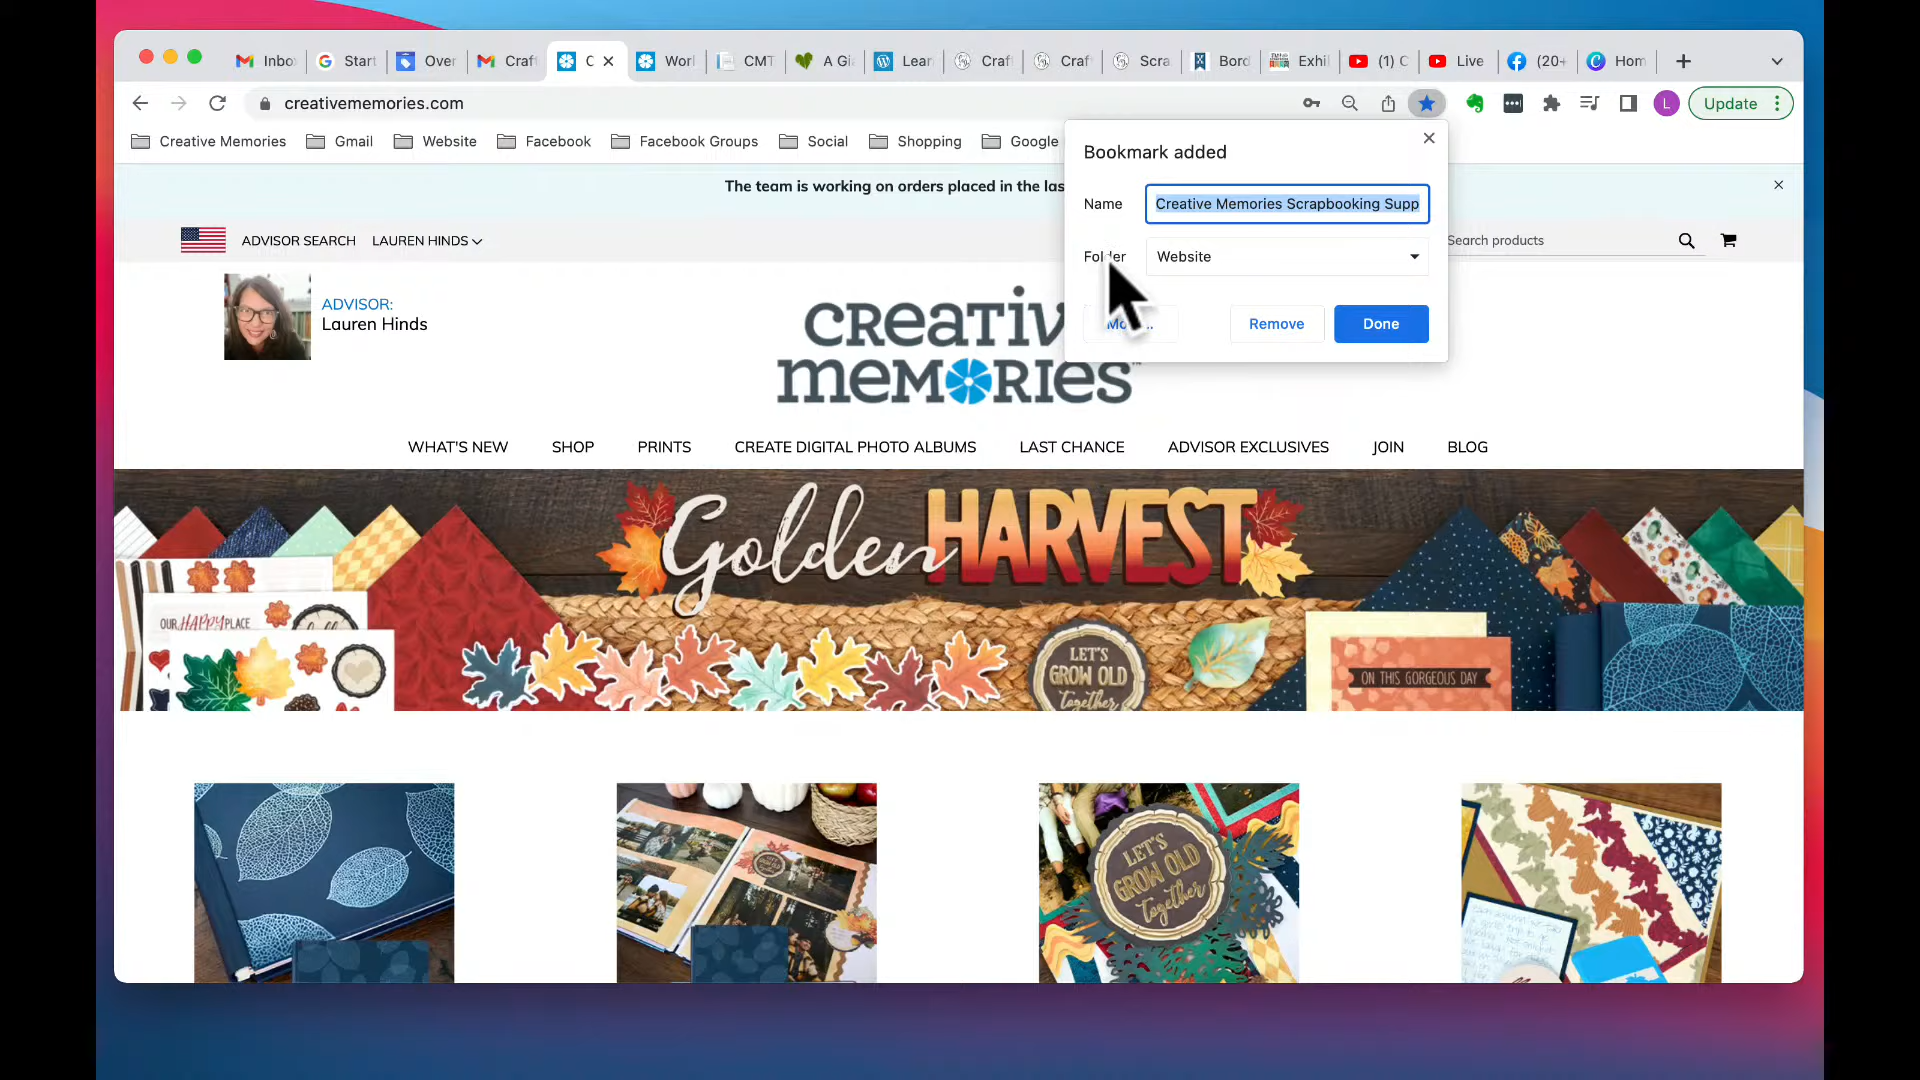 Inbo
Start
Over
Craft
C
Worl
CMT
A Gi
Lear
Craf
Craf
Scra
Bord
Exhil
(1) C
Live
(20+
Hom
creativememories.com
L
Update
Creative Memories
Gmail
Website
Facebook
Facebook Groups
Social
Shopping
Google
Bookmark added
Name
Creative Memories Scrapbooking Supp
Folder
Website
Remove
Done
The team is working on orders placed in the las
ADVISOR SEARCH
LAUREN HINDS
Search products
ADVISOR:
Lauren Hinds
creative
memories
WHAT'S NEW
SHOP
PRINTS
CREATE DIGITAL PHOTO ALBUMS
LAST CHANCE
ADVISOR EXCLUSIVES
JOIN
BLOG
Golden HARVEST
OUR HAPPY PLACE
LET'S
GROW OLD
together
ON THIS GORGEOUS DAY
LET'S
GROW OLD
together